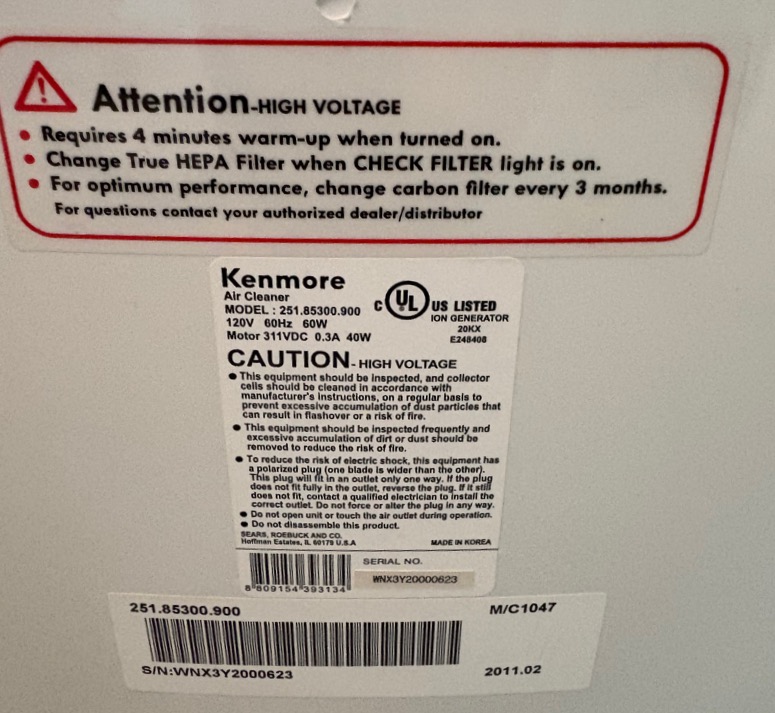 Attention-HIGH VOLTAGE
• Requires 4 minutes warm-up when turned on.
• Change True HEPA Filter when CHECK FILTER light is on.
• For optimum performance, change carbon filter every 3 months.
For questions contact your authorized dealer/distributor
Kenmore
Air Cleaner
MODEL : 251.85300.900
120V 60Hz 60W
Motor 311VDC 0.3A 40W
C UL US LISTED
ION GENERATOR
20KX
E248408
CAUTION- HIGH VOLTAGE
• This equipment should be inspected, and collector
cells should be cleaned in accordance with
manufacturer's instructions, on a regular basis to
prevent excessive accumulation of dust particles that
can result in flashover or a risk of fire.
• This equipment should be inspected frequently and
excessive accumulation of dirt or dust should be
removed to reduce the risk of fire.
• To reduce the risk of electric shock, this equipment has
a polarized plug (one blade is wider than the other).
This plug will fit in an outlet only one way. If the plug
does not fit fully in the outlet, reverse the plug. If it still
does not fit, contact a qualified electrician to install the
correct outlet. Do not force or alter the plug in any way.
• Do not open unit or touch the air outlet during operation.
• Do not disassemble this product.
SEARS, ROEBUCK AND CO.
Hoffman Estates, IL 60179 U.S.A MADE IN KOREA
SERIAL NO.
WNX3Y20000623
8 809154 393134
251.85300.900 M/C1047
S/N:WNX3Y2000623 2011.02